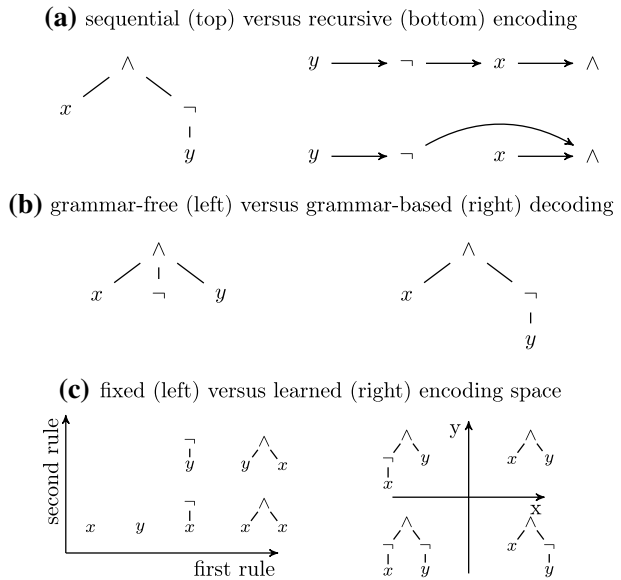 (a) sequential (top) versus recursive (bottom) encoding
∧
x ¬
y
y ¬ x ∧
y ¬ x ∧
(b) grammar-free (left) versus grammar-based (right) decoding
∧
x ¬ y
∧
x ¬
y
(c) fixed (left) versus learned (right) encoding space
second rule
¬ ∧
y y x
¬ ∧
x y x x x
first rule
y
∧ ∧
¬ y x y
x
x
∧ ∧
¬ ¬ x ¬
x y y